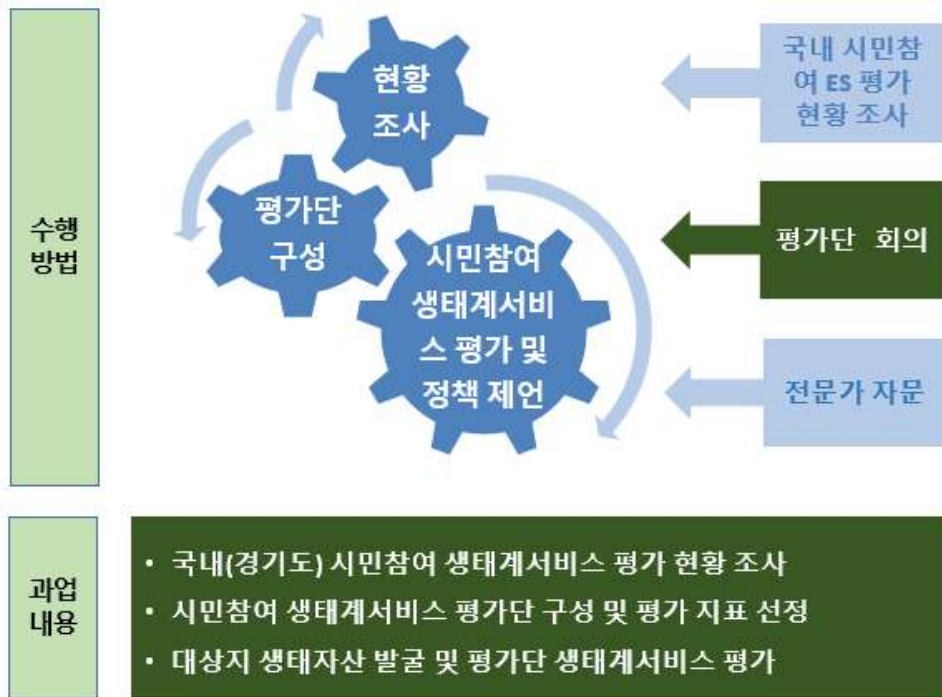 수행
방법
현황
조사
평가단
구성
시민참여
생태계서비
스 평가 및
정책 제언
국내 시민참
여 ES 평가
현황 조사
평가단 회의
전문가 자문
과업
내용
• 국내(경기도) 시민참여 생태계서비스 평가 현황 조사
• 시민참여 생태계서비스 평가단 구성 및 평가 지표 선정
• 대상지 생태자산 발굴 및 평가단 생태계서비스 평가